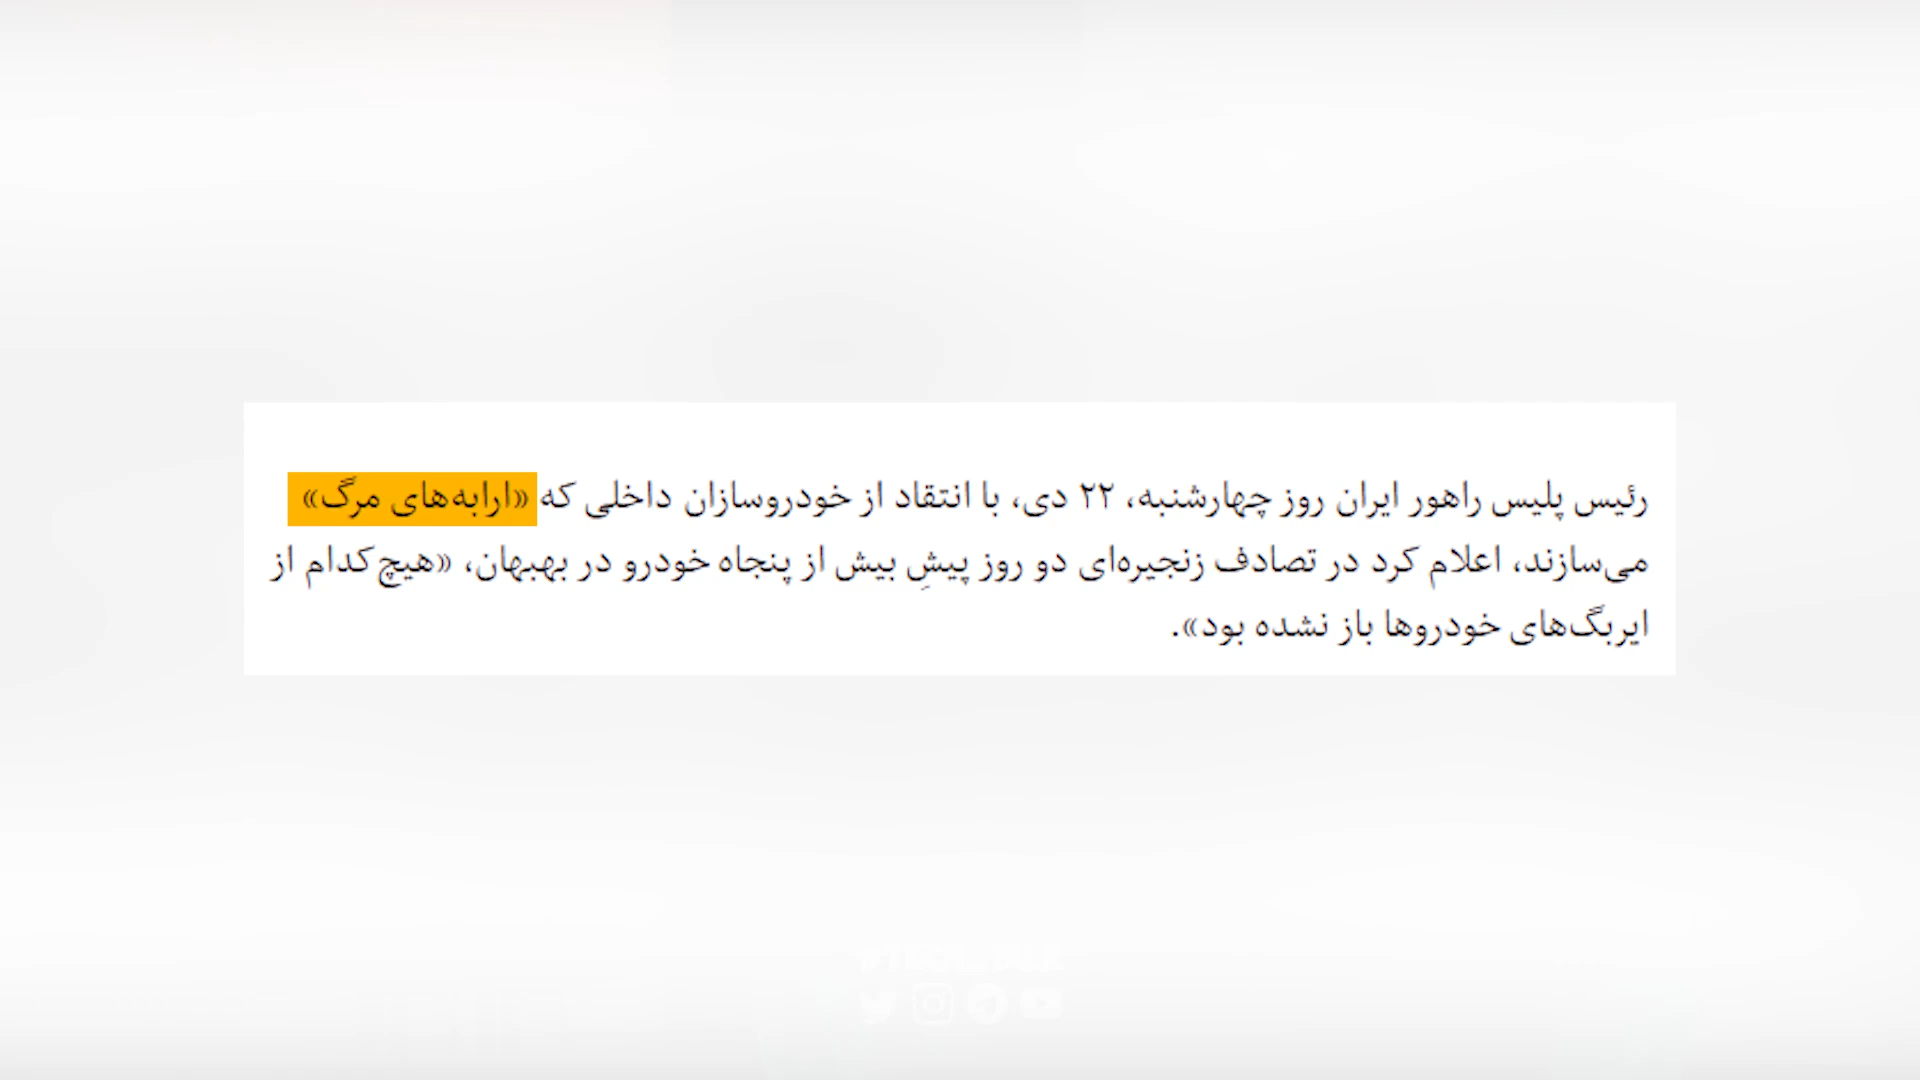 رئیس پلیس راهور ایران روز چهارشنبه، ۲۲ دی، با انتقاد از خودروسازان داخلی که «ارابه‌های مرگ»
می‌سازند، اعلام کرد در تصادف زنجیره‌ای دو روز پیشِ بیش از پنجاه خودرو در بهبهان، «هیچ‌کدام از
ایربگ‌های خودروها باز نشده بود».